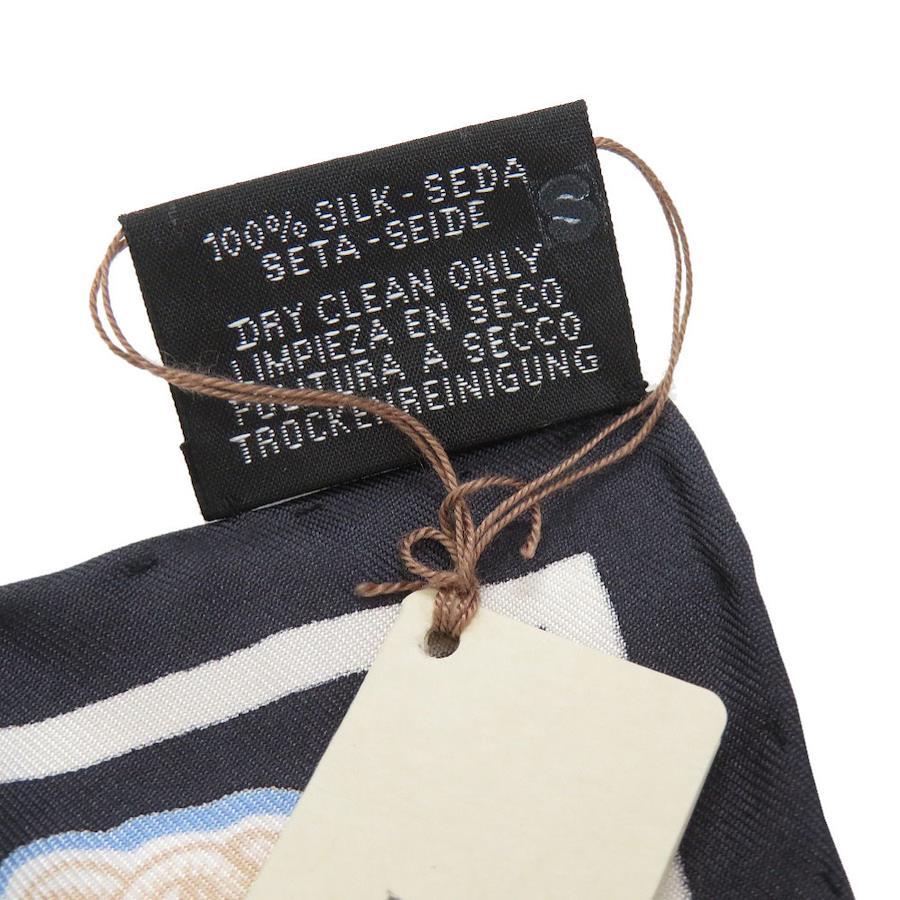 100% SILK - SEDA
SETA - SEIDE
S
DRY CLEAN ONLY
LIMPIEZA EN SECO
PULITURA A SECCO
TROCKENREINIGUNG